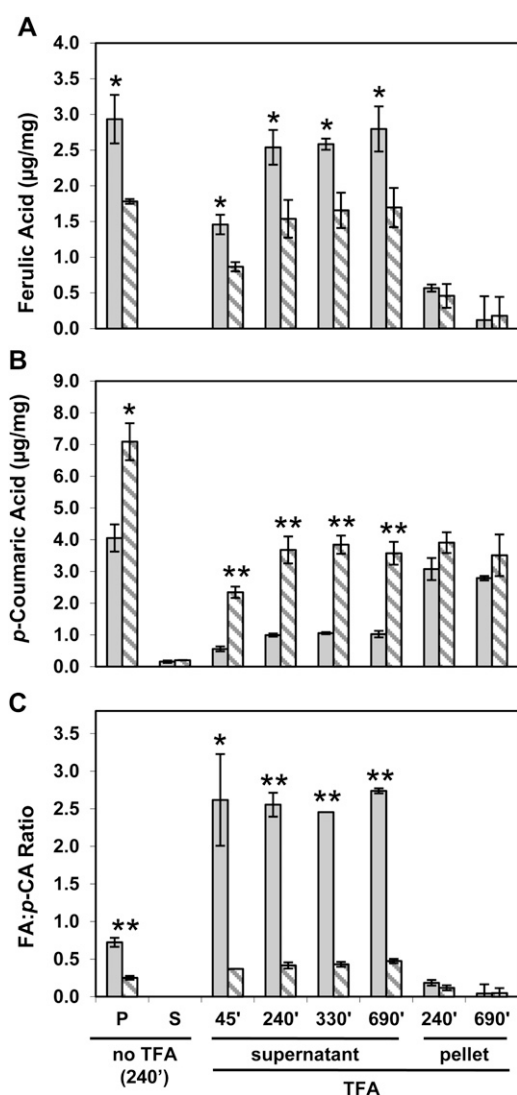 A
Ferulic Acid (µg/mg)
4.0
3.5
3.0
2.5
2.0
1.5
1.0
0.5
0.0
* * * * *
B
p-Coumaric Acid (µg/mg)
9.0
8.0
7.0
6.0
5.0
4.0
3.0
2.0
1.0
0.0
* ** ** ** **
C
FA:p-CA Ratio
3.5
3.0
2.5
2.0
1.5
1.0
0.5
0.0
** * ** ** **
P S 45' 240' 330' 690' 240' 690'
no TFA supernatant pellet
(240') TFA